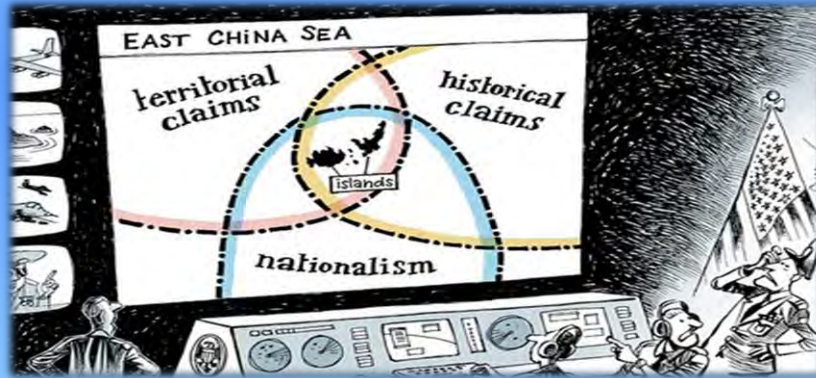 EAST CHINA SEA
territorial
claims
historical
claims
islands
nationalism